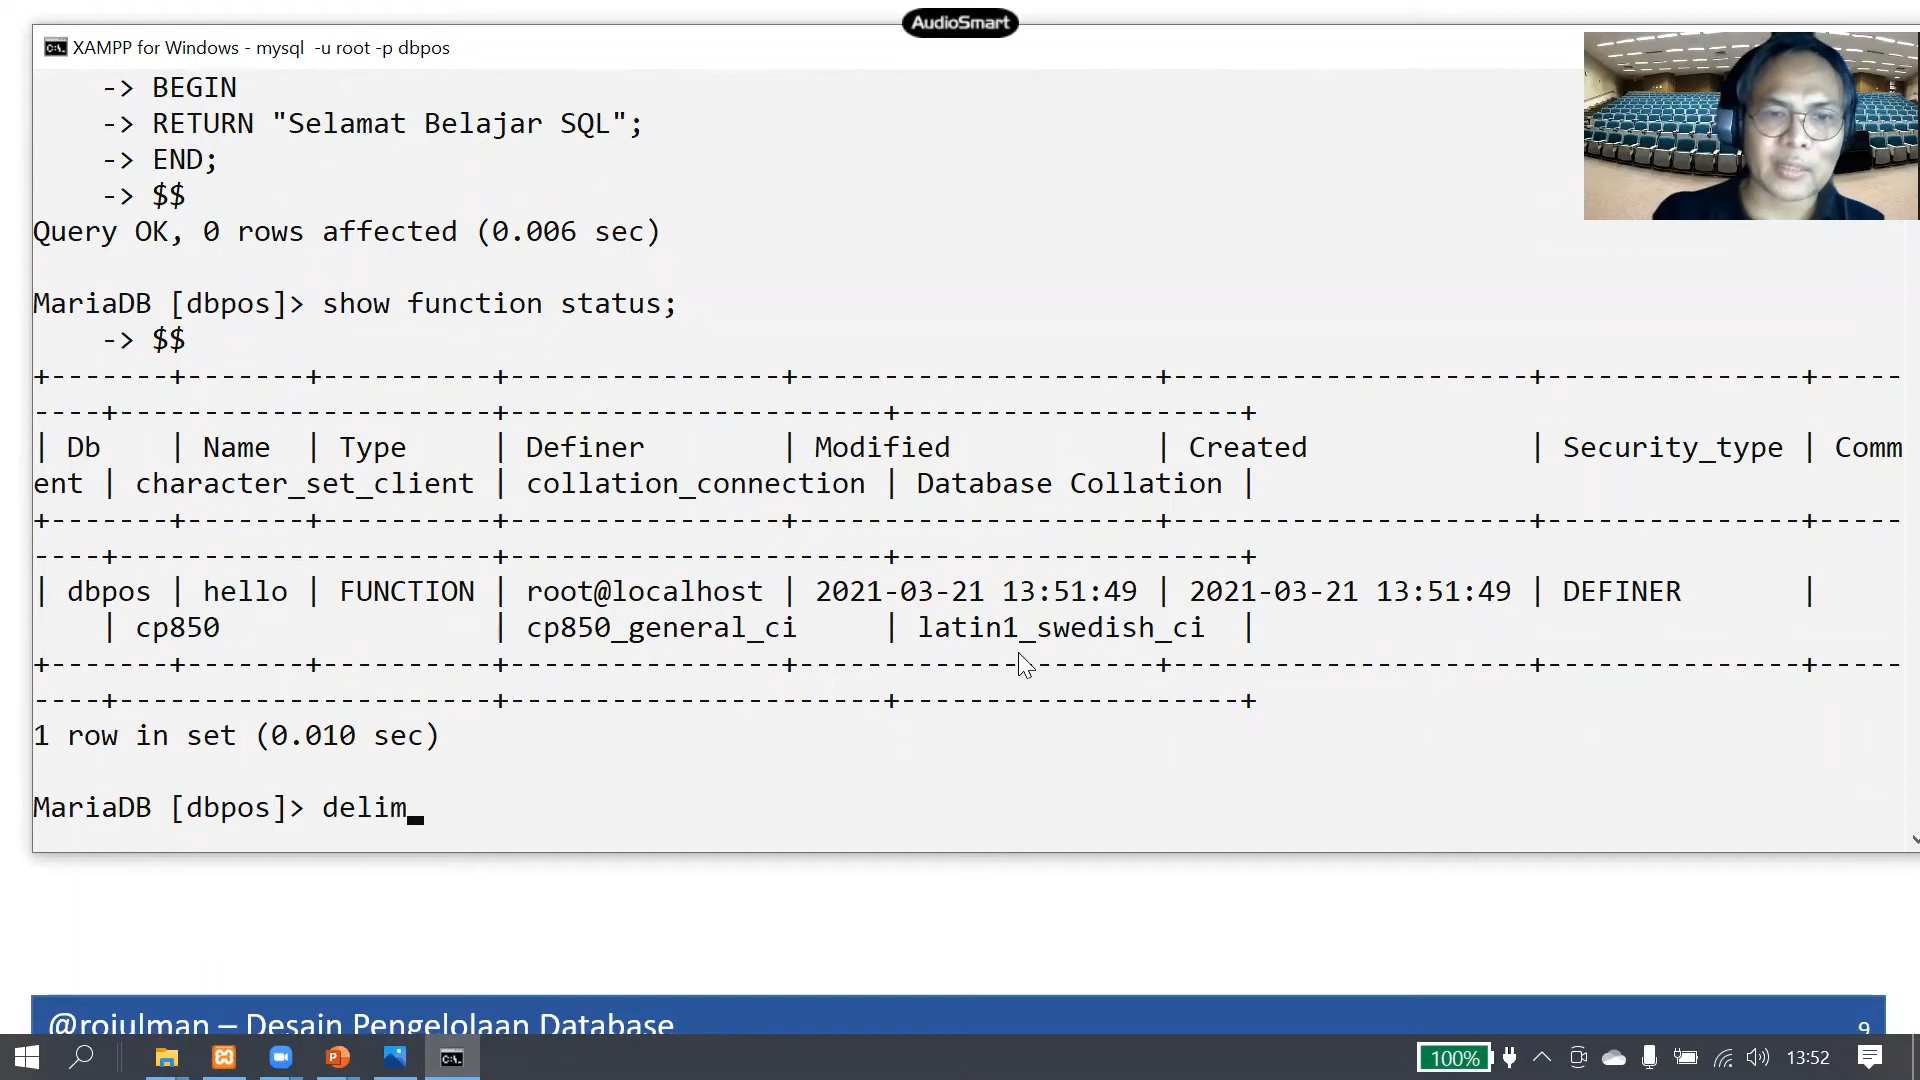 AudioSmart
XAMPP for Windows - mysql  -u root -p dbpos
    -> BEGIN
    -> RETURN "Selamat Belajar SQL";
    -> END;
    -> $$
Query OK, 0 rows affected (0.006 sec)
MariaDB [dbpos]> show function status;
    -> $$
+-------+-------+----------+----------------+---------------------+---------------------+---------------+-----
----+----------------------+----------------------+--------------------+
| Db    | Name  | Type     | Definer        | Modified            | Created             | Security_type | Comm
ent | character_set_client | collation_connection | Database Collation |
+-------+-------+----------+----------------+---------------------+---------------------+---------------+-----
----+----------------------+----------------------+--------------------+
| dbpos | hello | FUNCTION | root@localhost | 2021-03-21 13:51:49 | 2021-03-21 13:51:49 | DEFINER       |
    | cp850                | cp850_general_ci     | latin1_swedish_ci  |
+-------+-------+----------+----------------+---------------------+---------------------+---------------+-----
----+----------------------+----------------------+--------------------+
1 row in set (0.010 sec)
MariaDB [dbpos]> delim
@rojulman – Desain Pengelolaan Database
9
100%
13:52